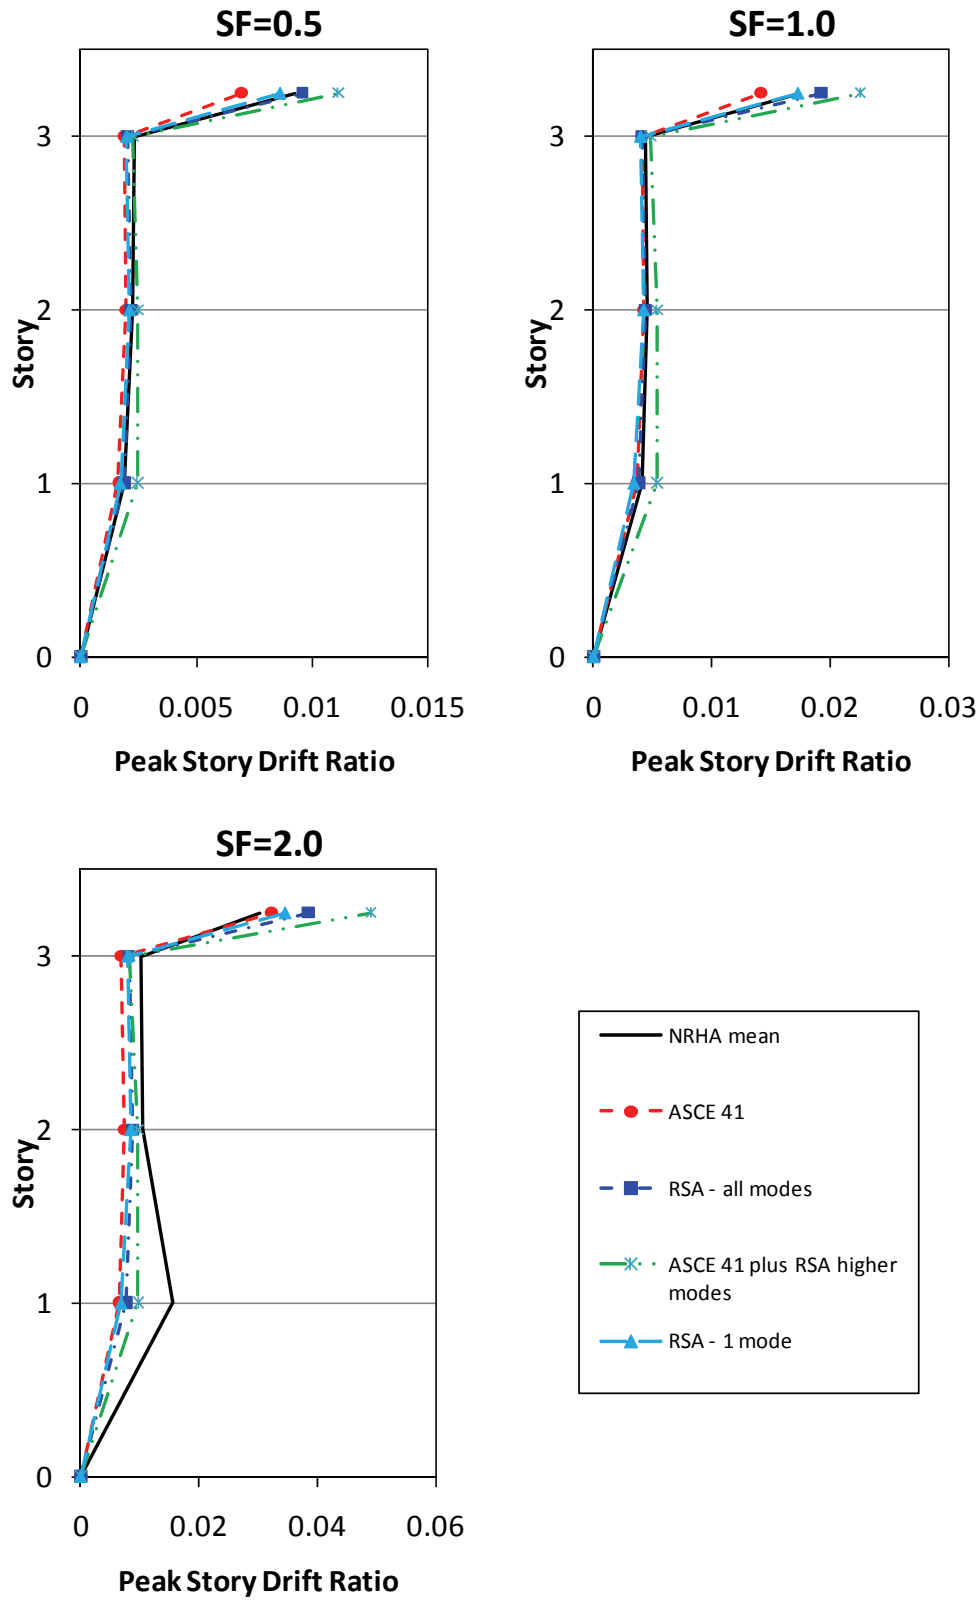 SF=0.5
3
2
1
0
Story
0 0.005 0.01 0.015
Peak Story Drift Ratio
SF=1.0
3
2
1
0
Story
0 0.01 0.02 0.03
Peak Story Drift Ratio
SF=2.0
3
2
1
0
Story
0 0.02 0.04 0.06
Peak Story Drift Ratio
NRHA mean
ASCE 41
RSA - all modes
ASCE 41 plus RSA higher
modes
RSA - 1 mode